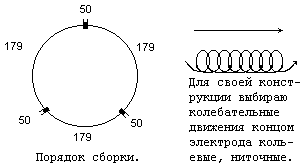 50
179
179
50
50
179
Порядок сборки.
Для своей конст-
рукции выбираю
колебательные
движения концом
электрода коль-
евые, ниточные.